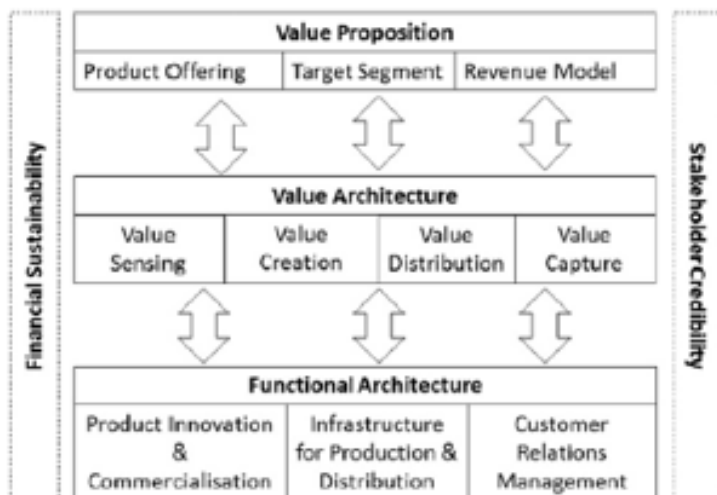 Value Proposition
Product Offering
Target Segment
Revenue Model
Value Architecture
Value
Sensing
Value
Creation
Value
Distribution
Value
Capture
Functional Architecture
Product Innovation
&
Commercialisation
Infrastructure
for Production &
Distribution
Customer
Relations
Management
Financial Sustainability
Stakeholder Credibility